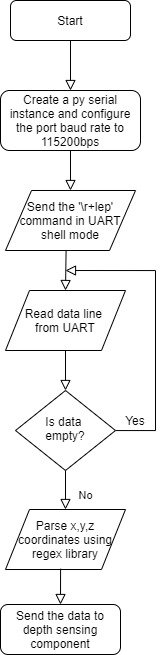 Start
Create a py serial
instance and configure
the port baud rate to
115200bps
Send the '\r+lep'
command in UART
shell mode
Read data line
from UART
Is data
empty?
Yes
No
Parse x,y,z
coordinates using
regex library
Send the data to
depth sensing
component